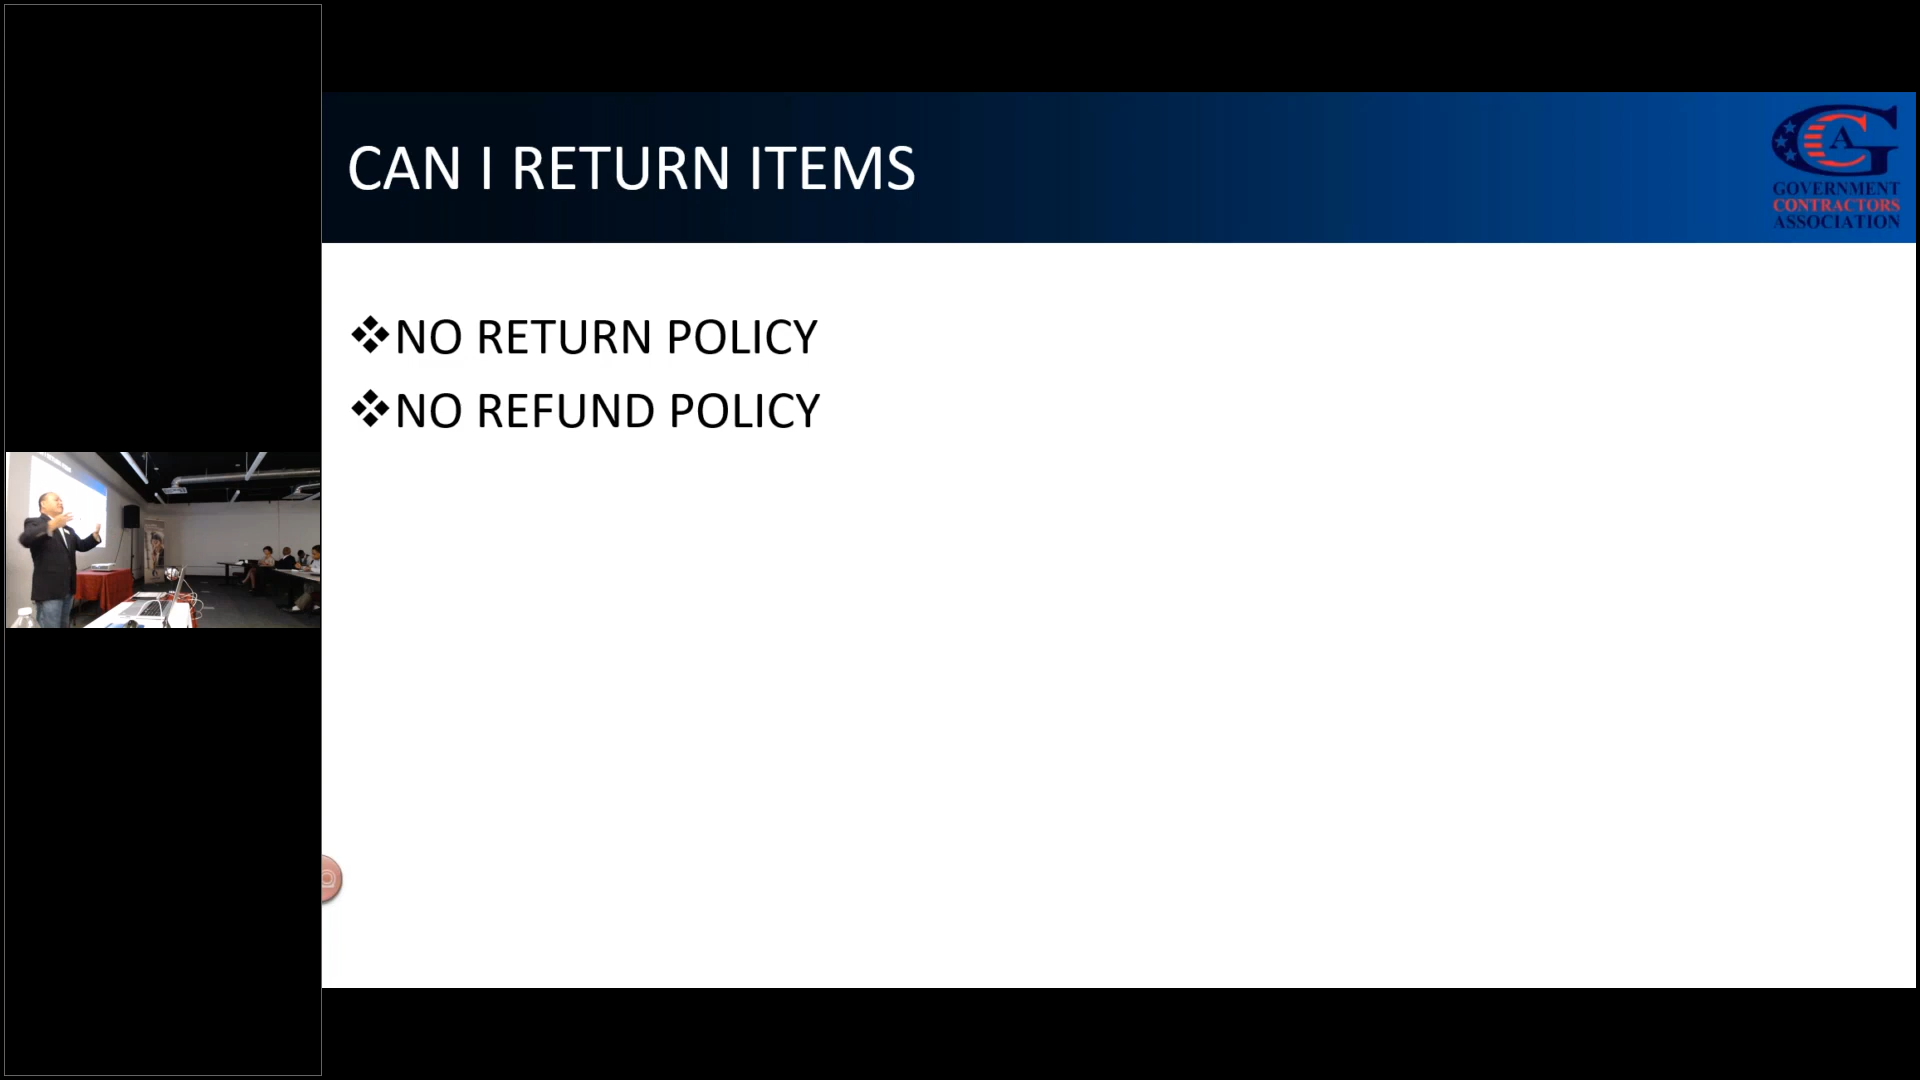 CAN I RETURN ITEMS
GOVERNMENT
CONTRACTORS
ASSOCIATION
❖NO RETURN POLICY
❖NO REFUND POLICY